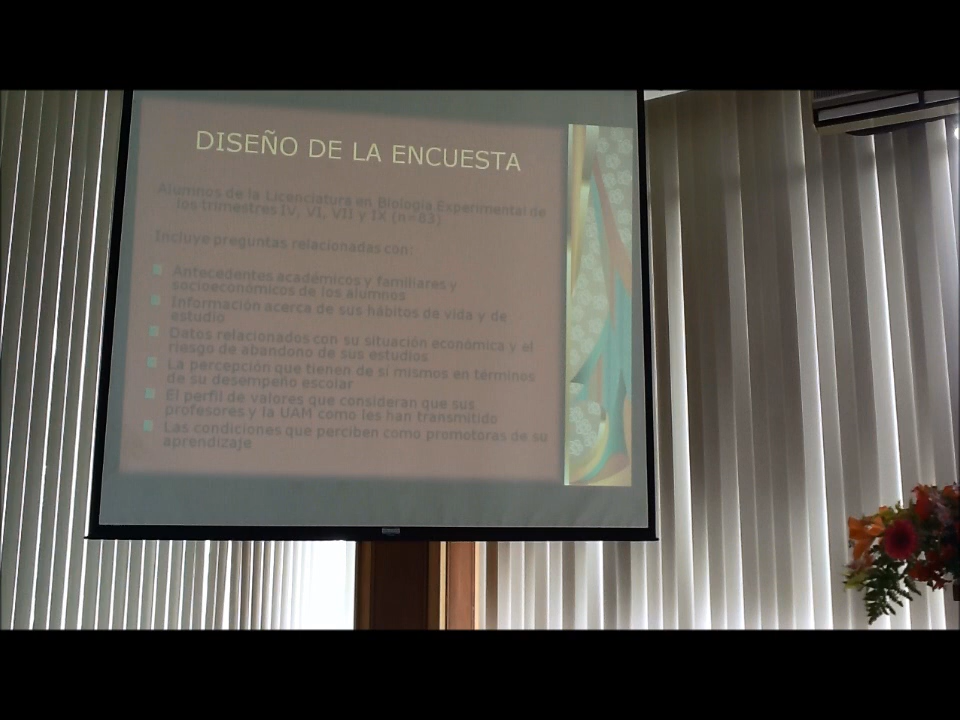 DISEÑO DE LA ENCUESTA
Alumnos de la Licenciatura en Biología Experimental de
los trimestres IV, VI, VII y IX (n=83)
Incluye preguntas relacionadas con:
Antecedentes académicos y familiares y
socioeconómicos de los alumnos
Información acerca de sus hábitos de vida y de
estudio
Datos relacionados con su situación económica y el
riesgo de abandono de sus estudios
La percepción que tienen de si mismos en términos
de su desempeño escolar
El perfil de valores que consideran que sus
profesores y la UAM como les han transmitido
Las condiciones que perciben como promotoras de su
aprendizaje